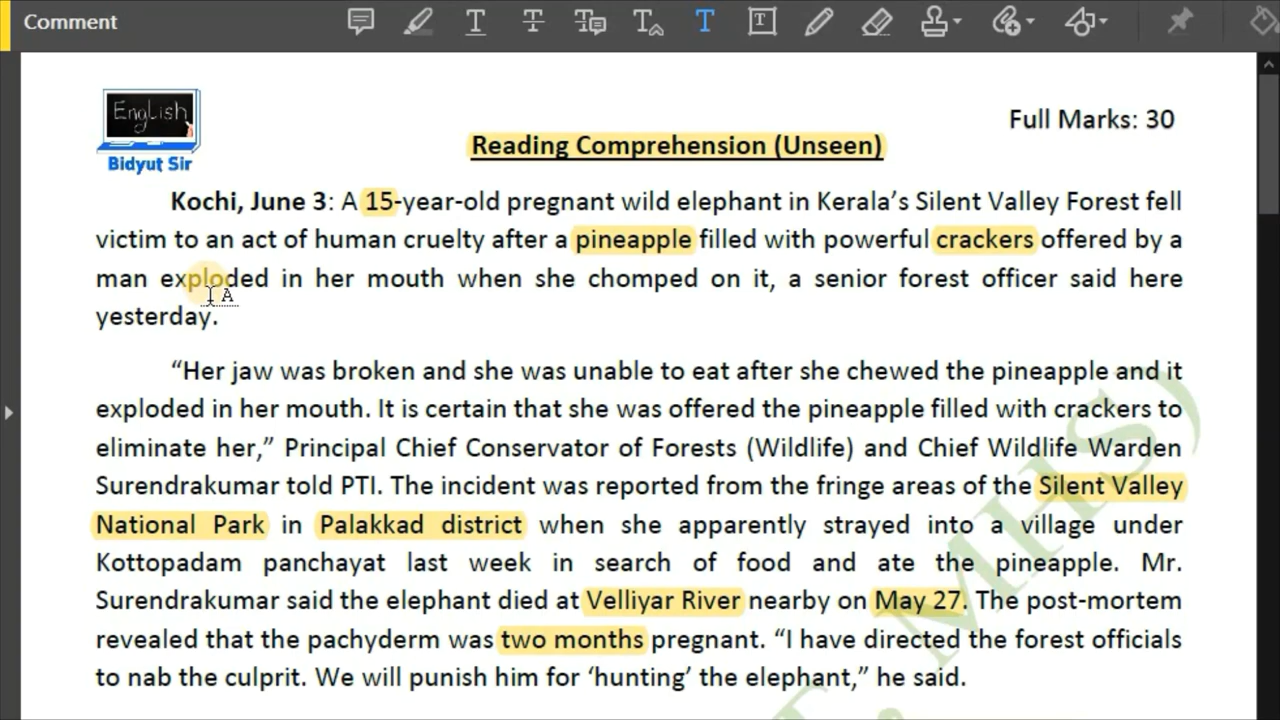 Comment
English
Bidyut Sir
Full Marks: 30
Reading Comprehension (Unseen)
Kochi, June 3: A 15-year-old pregnant wild elephant in Kerala's Silent Valley Forest fell
victim to an act of human cruelty after a pineapple filled with powerful crackers offered by a
man exploded in her mouth when she chomped on it, a senior forest officer said here
yesterday.
“Her jaw was broken and she was unable to eat after she chewed the pineapple and it
exploded in her mouth. It is certain that she was offered the pineapple filled with crackers to
eliminate her,” Principal Chief Conservator of Forests (Wildlife) and Chief Wildlife Warden
Surendrakumar told PTI. The incident was reported from the fringe areas of the Silent Valley
National Park in Palakkad district when she apparently strayed into a village under
Kottopadam panchayat last week in search of food and ate the pineapple. Mr.
Surendrakumar said the elephant died at Velliyar River nearby on May 27. The post-mortem
revealed that the pachyderm was two months pregnant. “I have directed the forest officials
to nab the culprit. We will punish him for ‘hunting’ the elephant,” he said.
T, MHS)